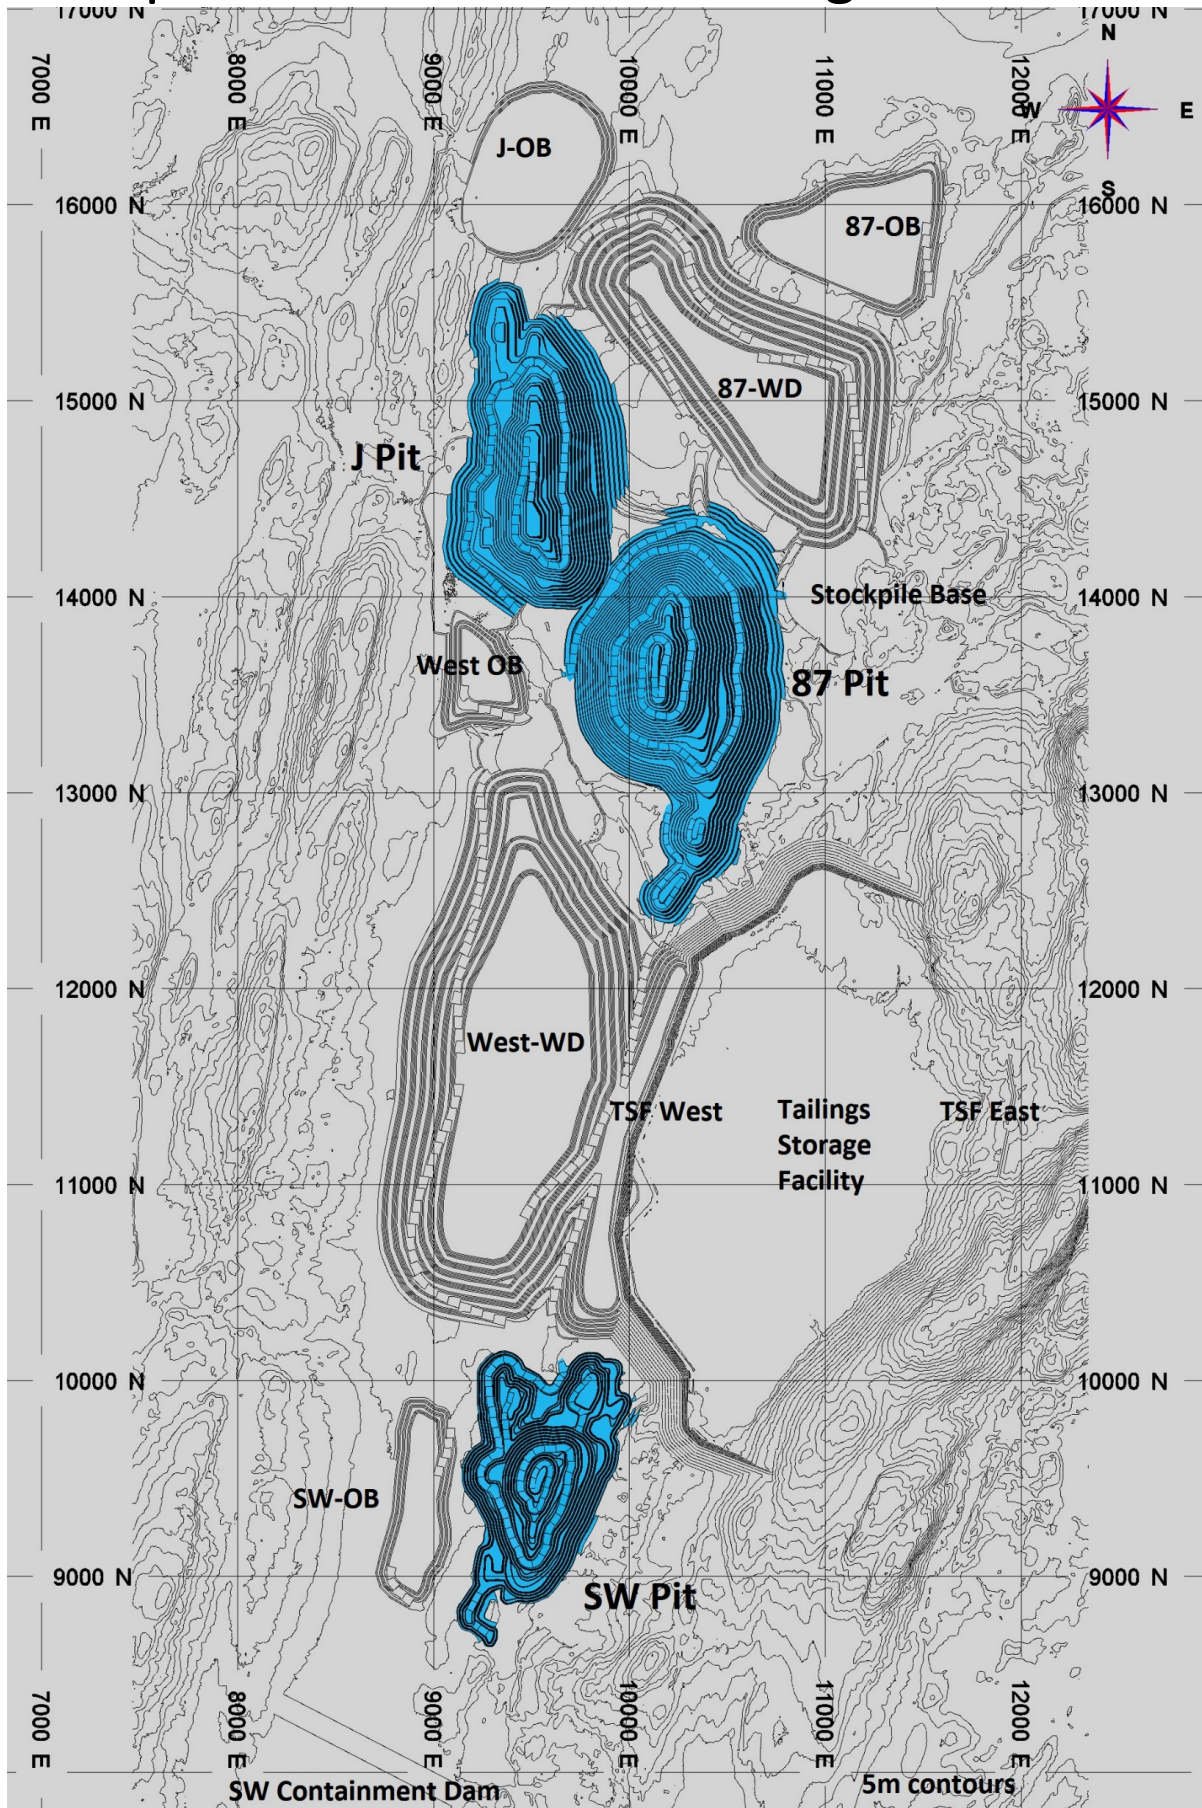 17000 N
17000 N
N
7000 E
8000 E
9000 E
10000 E
11000 E
12000 E
W
E
J-OB
S
16000 N
16000 N
87-OB
87-WD
15000 N
15000 N
J Pit
14000 N
Stockpile Base
14000 N
West OB
87 Pit
13000 N
13000 N
12000 N
12000 N
West-WD
TSF West
Tailings
Storage
Facility
TSF East
11000 N
11000 N
10000 N
10000 N
SW-OB
9000 N
9000 N
SW Pit
7000 E
8000 E
9000 E
10000 E
11000 E
12000 E
SW Containment Dam
5m contours